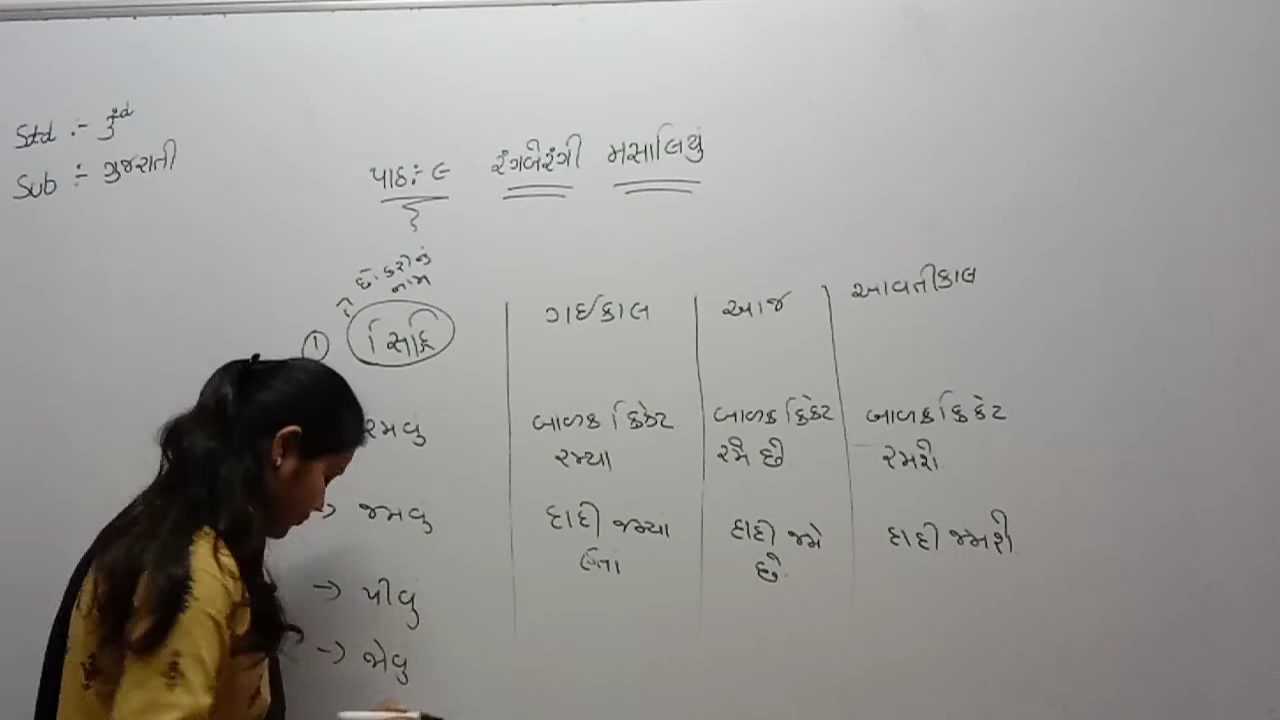 Std :- 3rd
Sub :- ગુજરાતી
પાઠ:- ૯ રંગબેરંગી મસાલિયું
નામ
①
ગઈકાલ આજ આવતીકાલ
રમવુ બાળક ક્રિકેટ બાળક ક્રિકેટ બાળક ક્રિકેટ
રમ્યા રમે છે રમશે
→ જમવુ દાદી જમ્યા દાદી જમે દાદી જમશે
હતા છે.
→ પીવુ
→ જોવુ